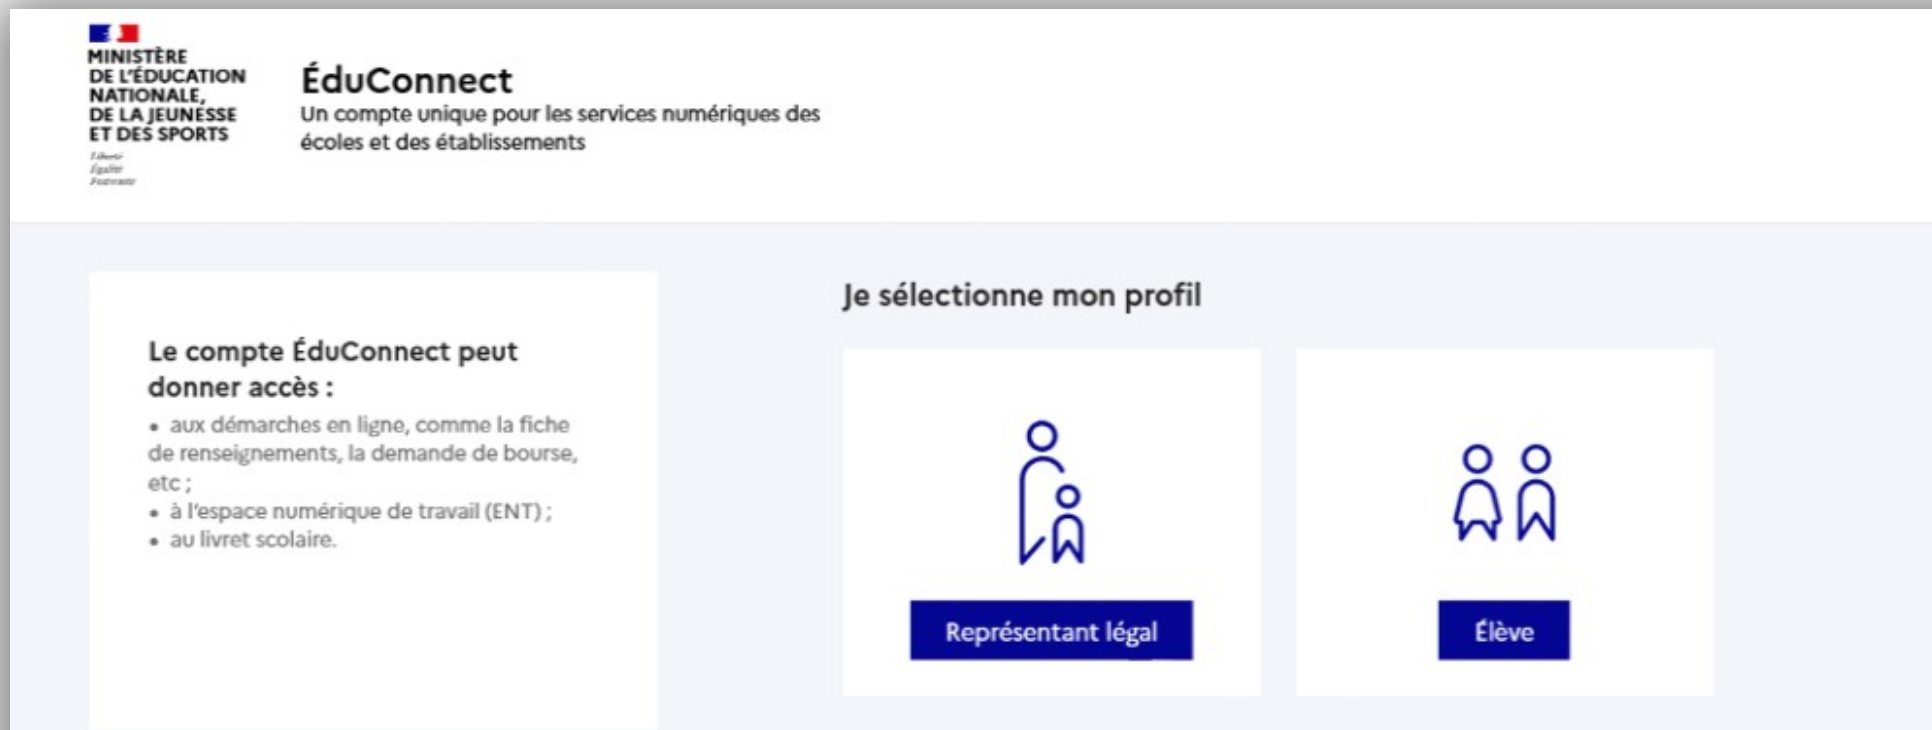 MINISTÈRE
DE L'ÉDUCATION
NATIONALE,
DE LA JEUNESSE
ET DES SPORTS
Liberté
Égalité
Fraternité
ÉduConnect
Un compte unique pour les services numériques des
écoles et des établissements
Le compte ÉduConnect peut
donner accès :
• aux démarches en ligne, comme la fiche
de renseignements, la demande de bourse,
etc ;
• à l'espace numérique de travail (ENT) ;
• au livret scolaire.
Je sélectionne mon profil
Représentant légal
Élève